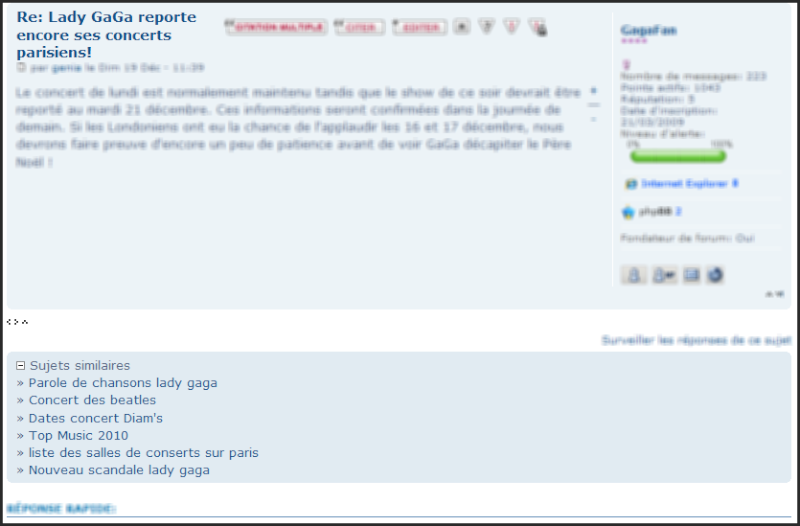 Re: Lady GaGa reporte
encore ses concerts
parisiens!
CITATION MULTIPLE CITER EDITER
par genie le Dim 19 Déc - 11:39
Le concert de lundi est normalement maintenu tandis que le show de ce soir devrait être
reporté au mardi 21 décembre. Ces informations seront confirmées dans la journée de
demain. Si les Londoniens ont eu la chance de l'applaudir les 16 et 17 décembre, nous
devrons faire preuve d'encore un peu de patience avant de voir GaGa décapiter le Père
Noël !
GagaFan
Nombre de messages: 223
Points actifs: 1043
Réputation: 5
Date d'inscription:
21/03/2009
Niveau d'alerte:
0% 100%
Internet Explorer 8
phpBB 2
Fondateur de forum: Oui
Surveiller les réponses de ce sujet
Sujets similaires
» Parole de chansons lady gaga
» Concert des beatles
» Dates concert Diam's
» Top Music 2010
» liste des salles de conserts sur paris
» Nouveau scandale lady gaga
RÉPONSE RAPIDE: